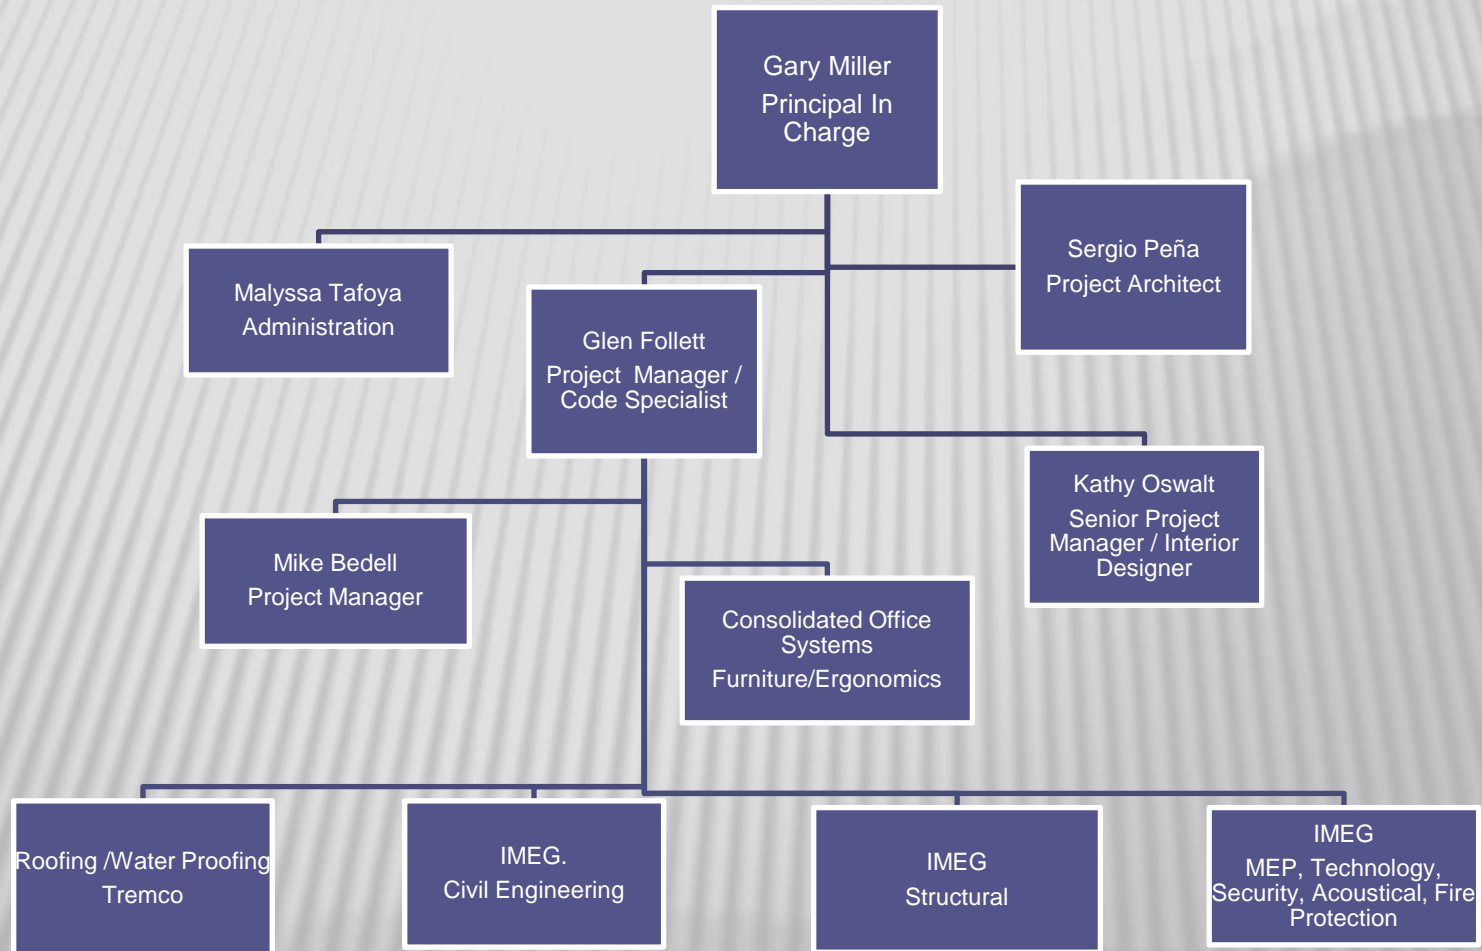 Gary Miller
Principal In
Charge
Sergio Peña
Project Architect
Malyssa Tafoya
Administration
Glen Follett
Project Manager /
Code Specialist
Kathy Oswalt
Senior Project
Manager / Interior
Designer
Mike Bedell
Project Manager
Consolidated Office
Systems
Furniture/Ergonomics
Roofing /Water Proofing
Tremco
IMEG.
Civil Engineering
IMEG
Structural
IMEG
MEP, Technology,
Security, Acoustical, Fire
Protection